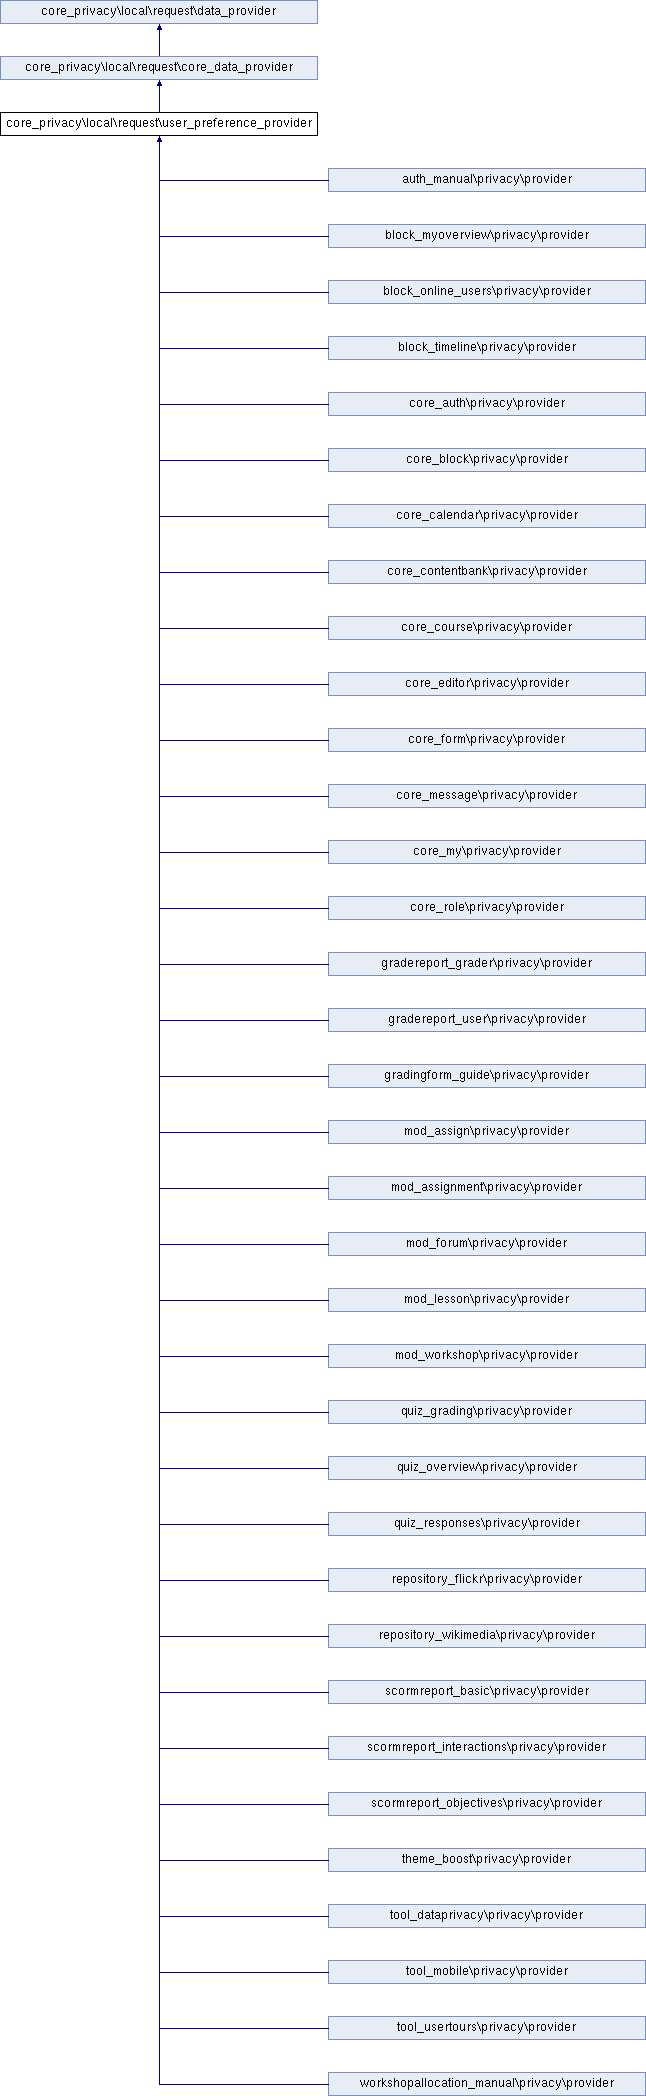 core_privacy\local\request\data_provider
core_privacy\local\request\core_data_provider
core_privacy\local\request\user_preference_provider
auth_manual\privacy\provider
block_myoverview\privacy\provider
block_online_users\privacy\provider
block_timeline\privacy\provider
core_auth\privacy\provider
core_block\privacy\provider
core_calendar\privacy\provider
core_contentbank\privacy\provider
core_course\privacy\provider
core_editor\privacy\provider
core_form\privacy\provider
core_message\privacy\provider
core_my\privacy\provider
core_role\privacy\provider
gradereport_grader\privacy\provider
gradereport_user\privacy\provider
gradingform_guide\privacy\provider
mod_assign\privacy\provider
mod_assignment\privacy\provider
mod_forum\privacy\provider
mod_lesson\privacy\provider
mod_workshop\privacy\provider
quiz_grading\privacy\provider
quiz_overview\privacy\provider
quiz_responses\privacy\provider
repository_flickr\privacy\provider
repository_wikimedia\privacy\provider
scormreport_basic\privacy\provider
scormreport_interactions\privacy\provider
scormreport_objectives\privacy\provider
theme_boost\privacy\provider
tool_dataprivacy\privacy\provider
tool_mobile\privacy\provider
tool_usertours\privacy\provider
workshopallocation_manual\privacy\provider